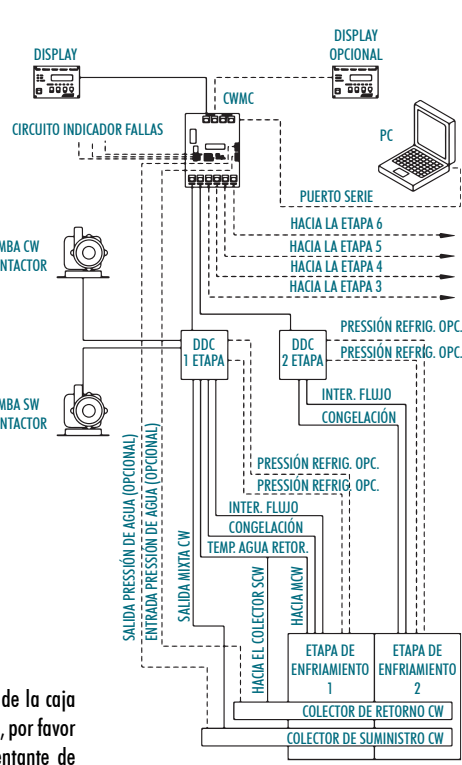 DISPLAY
DISPLAY
OPCIONAL
CWMC
CIRCUITO INDICADOR FALLAS
PC
PUERTO SERIE
HACIA LA ETAPA 6
HACIA LA ETAPA 5
HACIA LA ETAPA 4
HACIA LA ETAPA 3
MBA CW
NTACTOR
DDC
1 ETAPA
DDC
2 ETAPA
PRESSIÓN REFRIG. OPC.
PRESSIÓN REFRIG. OPC.
MBA SW
NTACTOR
INTER. FLUJO
CONGELACIÓN
PRESSIÓN REFRIG. OPC.
PRESSIÓN REFRIG. OPC.
INTER. FLUJO
CONGELACIÓN
TEMP. AGUA RETOR.
SALIDA PRESSIÓN DE AGUA (OPCIONAL)
ENTRADA PRESSIÓN DE AGUA (OPCIONAL)
SALIDA MIXTA CW
HACIA EL COLECTOR SCW
HACIA MCW
ETAPA DE
ENFRIAMIENTO
1
ETAPA DE
ENFRIAMIENTO
2
COLECTOR DE RETORNO CW
COLECTOR DE SUMINISTRO CW
de la caja
, por favor
entante de